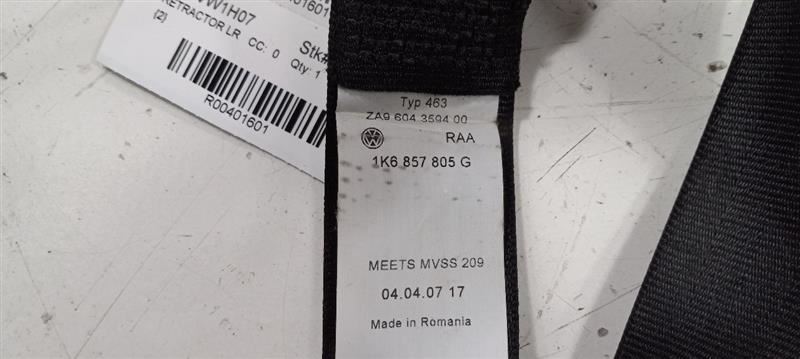 W1H07
RETRACTOR LR CC: 0 Qty: 1
(2)
Stk#
R00401601
401601
Typ 463
ZA9 604 3594 00
RAA
1K6 857 805 G
MEETS MVSS 209
04.04.07 17
Made in Romania